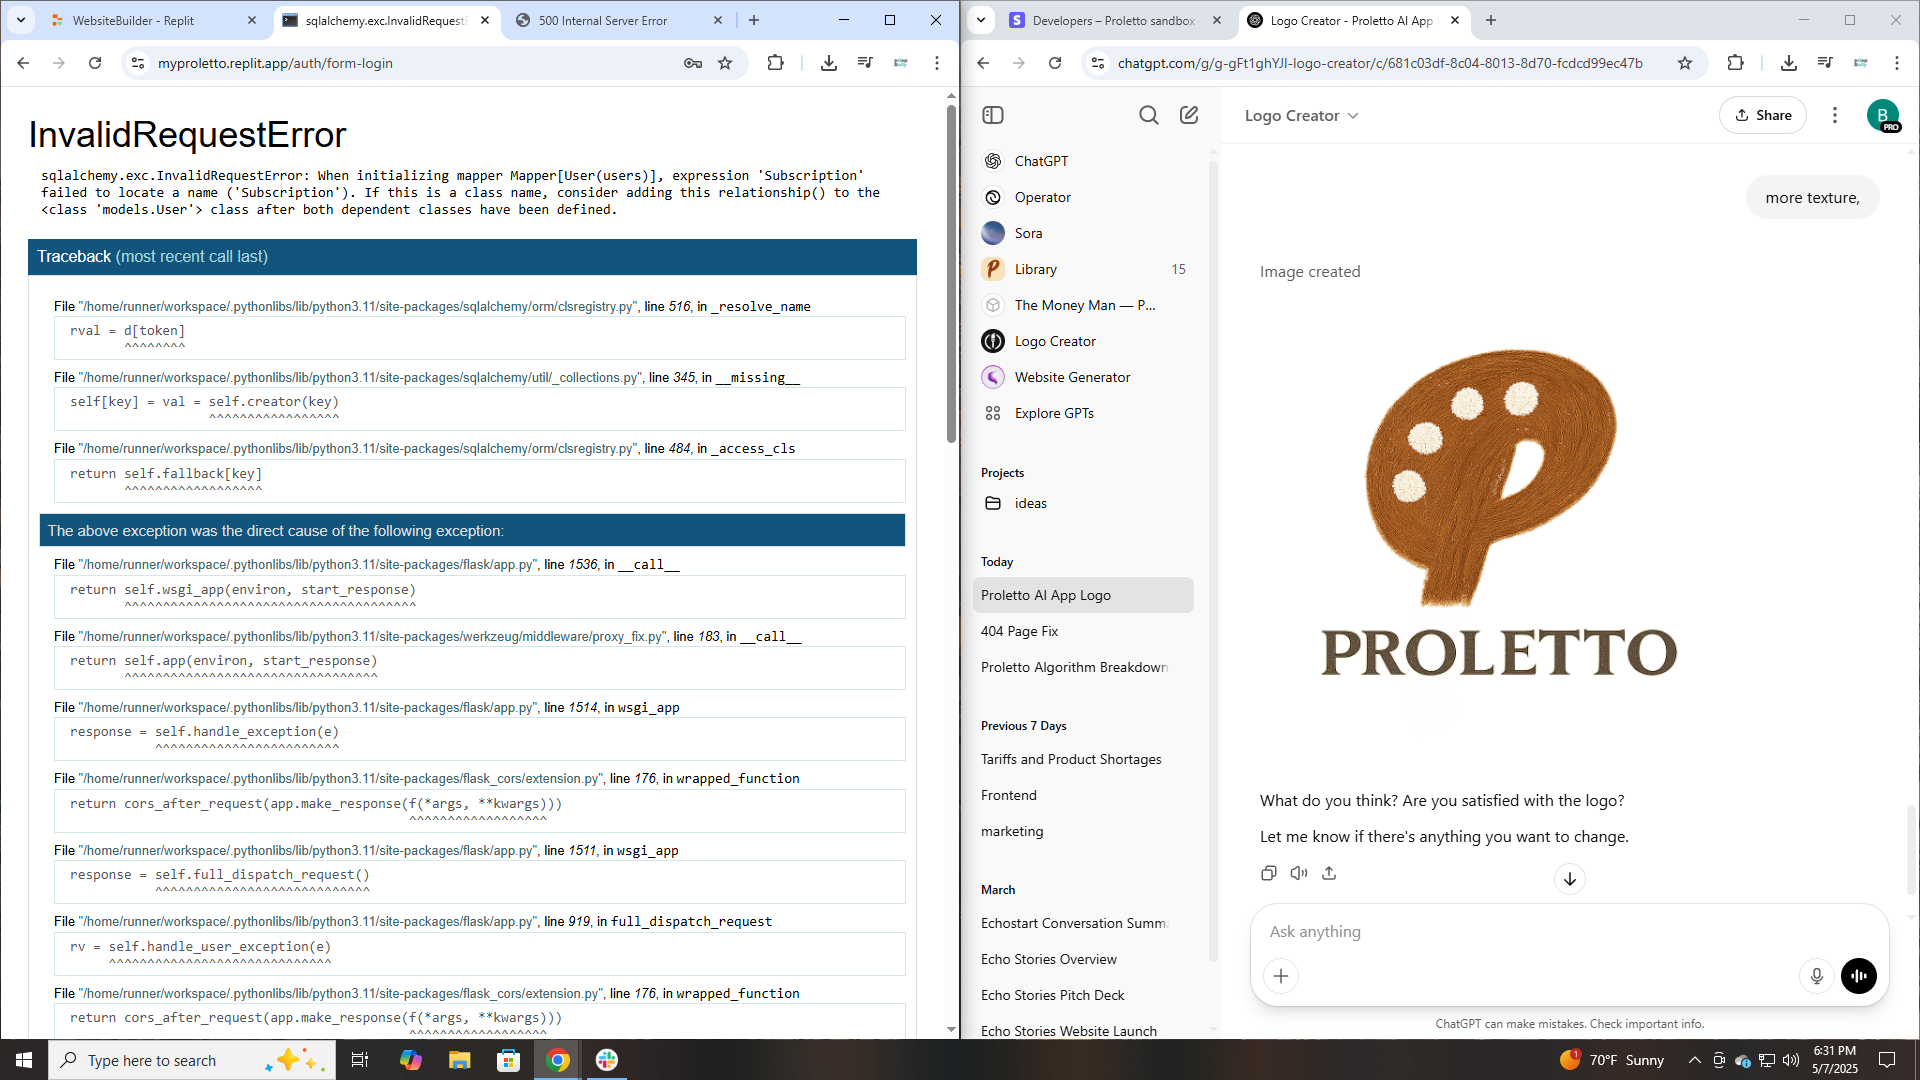 WebsiteBuilder - Replit
sqlalchemy.exc.InvalidRequestE
500 Internal Server Error
myproletto.replit.app/auth/form-login
InvalidRequestError
sqlalchemy.exc.InvalidRequestError: When initializing mapper Mapper[User(users)], expression 'Subscription'
failed to locate a name ('Subscription'). If this is a class name, consider adding this relationship() to the
<class 'models.User'> class after both dependent classes have been defined.
Traceback (most recent call last)
File "/home/runner/workspace/.pythonlibs/lib/python3.11/site-packages/sqlalchemy/orm/clsregistry.py", line 516, in _resolve_name
rval = d[token]
^^^^^^^^
File "/home/runner/workspace/.pythonlibs/lib/python3.11/site-packages/sqlalchemy/util/_collections.py", line 345, in __missing__
self[key] = val = self.creator(key)
^^^^^^^^^^^^^^^^^
File "/home/runner/workspace/.pythonlibs/lib/python3.11/site-packages/sqlalchemy/orm/clsregistry.py", line 484, in _access_cls
return self.fallback[key]
^^^^^^^^^^^^^^^^^^
The above exception was the direct cause of the following exception:
File "/home/runner/workspace/.pythonlibs/lib/python3.11/site-packages/flask/app.py", line 1536, in __call__
return self.wsgi_app(environ, start_response)
^^^^^^^^^^^^^^^^^^^^^^^^^^^^^^^^^^^^^^
File "/home/runner/workspace/.pythonlibs/lib/python3.11/site-packages/werkzeug/middleware/proxy_fix.py", line 183, in __call__
return self.app(environ, start_response)
^^^^^^^^^^^^^^^^^^^^^^^^^^^^^^^^^
File "/home/runner/workspace/.pythonlibs/lib/python3.11/site-packages/flask/app.py", line 1514, in wsgi_app
response = self.handle_exception(e)
^^^^^^^^^^^^^^^^^^^^^^^^
File "/home/runner/workspace/.pythonlibs/lib/python3.11/site-packages/flask_cors/extension.py", line 176, in wrapped_function
return cors_after_request(app.make_response(f(*args, **kwargs)))
^^^^^^^^^^^^^^^^^^
File "/home/runner/workspace/.pythonlibs/lib/python3.11/site-packages/flask/app.py", line 1511, in wsgi_app
response = self.full_dispatch_request()
^^^^^^^^^^^^^^^^^^^^^^^^^^^^
File "/home/runner/workspace/.pythonlibs/lib/python3.11/site-packages/flask/app.py", line 919, in full_dispatch_request
rv = self.handle_user_exception(e)
^^^^^^^^^^^^^^^^^^^^^^^^^^^^^
File "/home/runner/workspace/.pythonlibs/lib/python3.11/site-packages/flask_cors/extension.py", line 176, in wrapped_function
return cors_after_request(app.make_response(f(*args, **kwargs)))
^^^^^^^^^^^^^^^^^^
S
Developers – Proletto sandbox
Logo Creator - Proletto AI App
chatgpt.com/g/g-gFt1ghYJl-logo-creator/c/681c03df-8c04-8013-8d70-fcdcd99ec47b
ChatGPT
Operator
Sora
Library 15
The Money Man — P...
Logo Creator
Website Generator
Explore GPTs
Projects
ideas
Today
Proletto AI App Logo
404 Page Fix
Proletto Algorithm Breakdown
Previous 7 Days
Tariffs and Product Shortages
Frontend
marketing
March
Echostart Conversation Summa
Echo Stories Overview
Echo Stories Pitch Deck
Echo Stories Website Launch
Logo Creator
Share
B
PRO
more texture,
Image created
PROLETTO
What do you think? Are you satisfied with the logo?
Let me know if there's anything you want to change.
Ask anything
ChatGPT can make mistakes. Check important info.
Type here to search
1
70°F Sunny
6:31 PM
5/7/2025